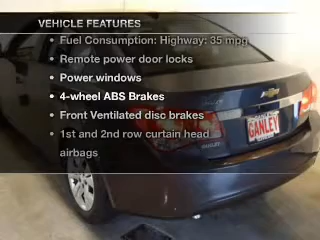 VEHICLE FEATURES
• Fuel Consumption: Highway: 35 mpg
• Remote power door locks
• Power windows
• 4-wheel ABS Brakes
• Front Ventilated disc brakes
• 1st and 2nd row curtain head
airbags
GANLEY